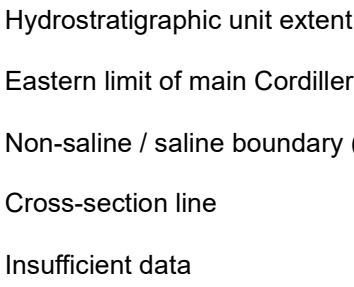 Hydrostratigraphic unit extent
Eastern limit of main Cordiller
Non-saline / saline boundary (
Cross-section line
Insufficient data